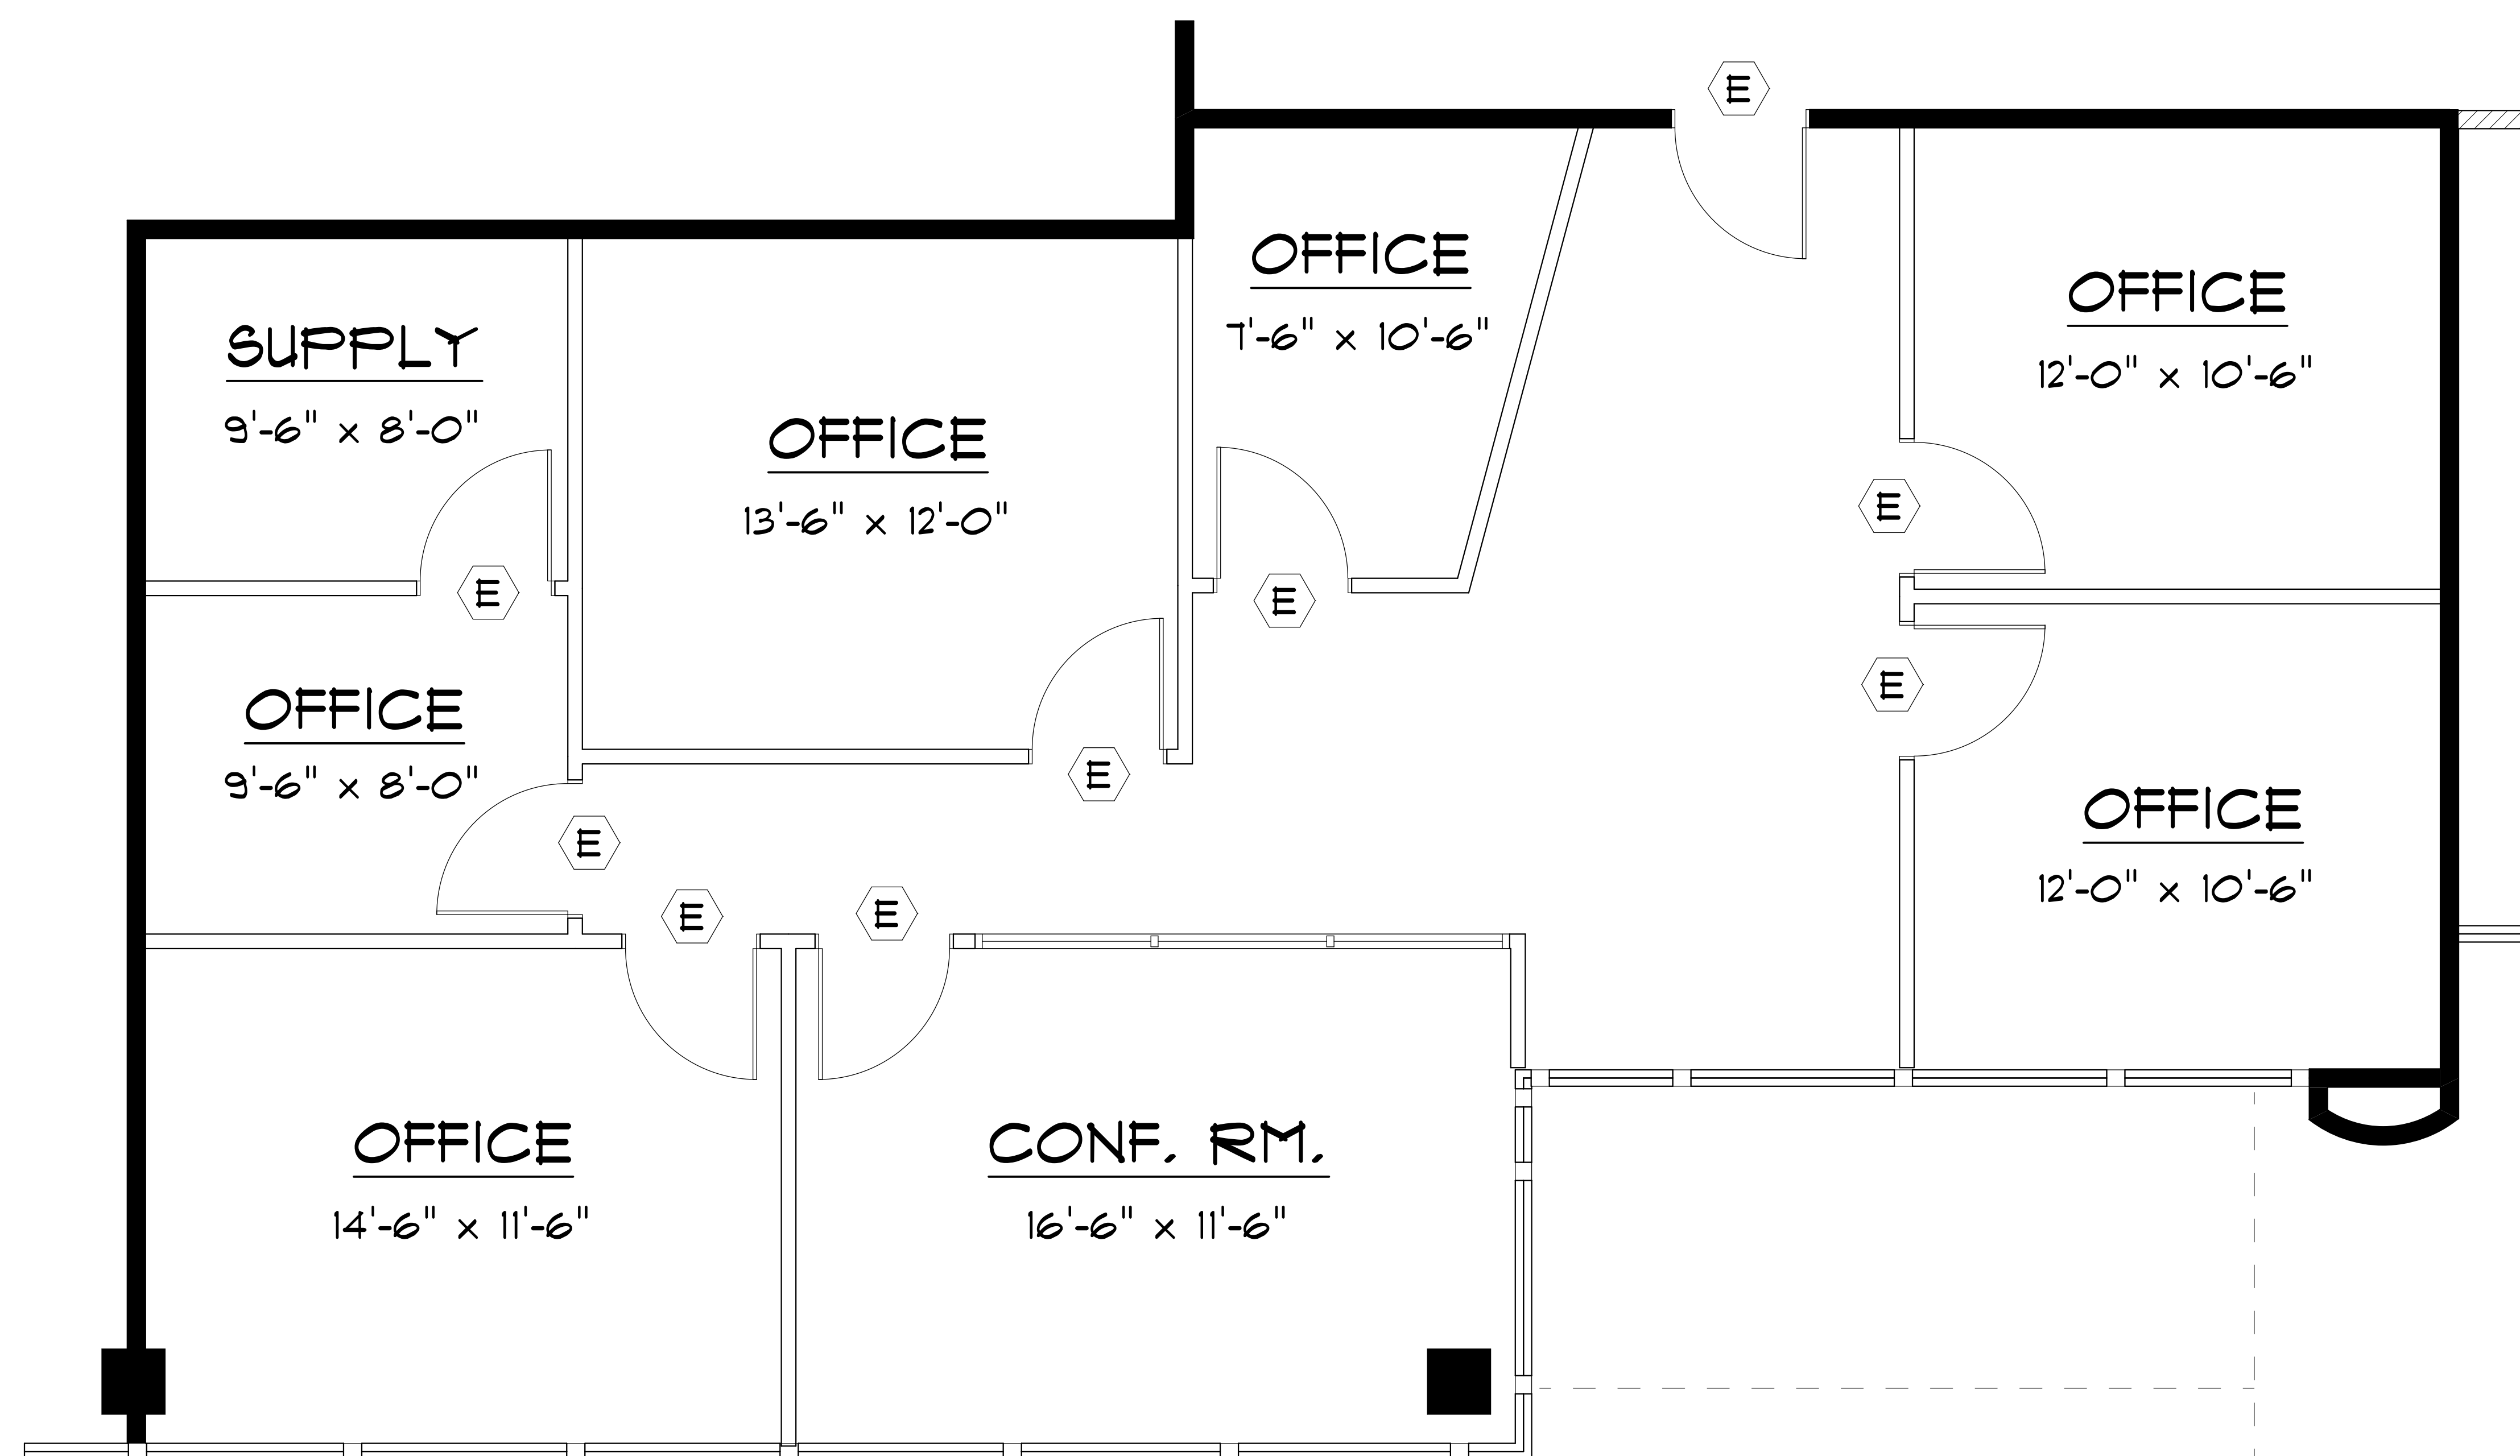 E
OFFICE
7'-6" x 10'-6"
OFFICE
12'-0" x 10'-6"
SUPPLY
9'-6" x 8'-0"
OFFICE
13'-6" x 12'-0"
E
E
E
E
OFFICE
9'-6" x 8'-0"
E
E
OFFICE
12'-0" x 10'-6"
E
E
OFFICE
14'-6" x 11'-6"
CONF. RM.
16'-6" x 11'-6"